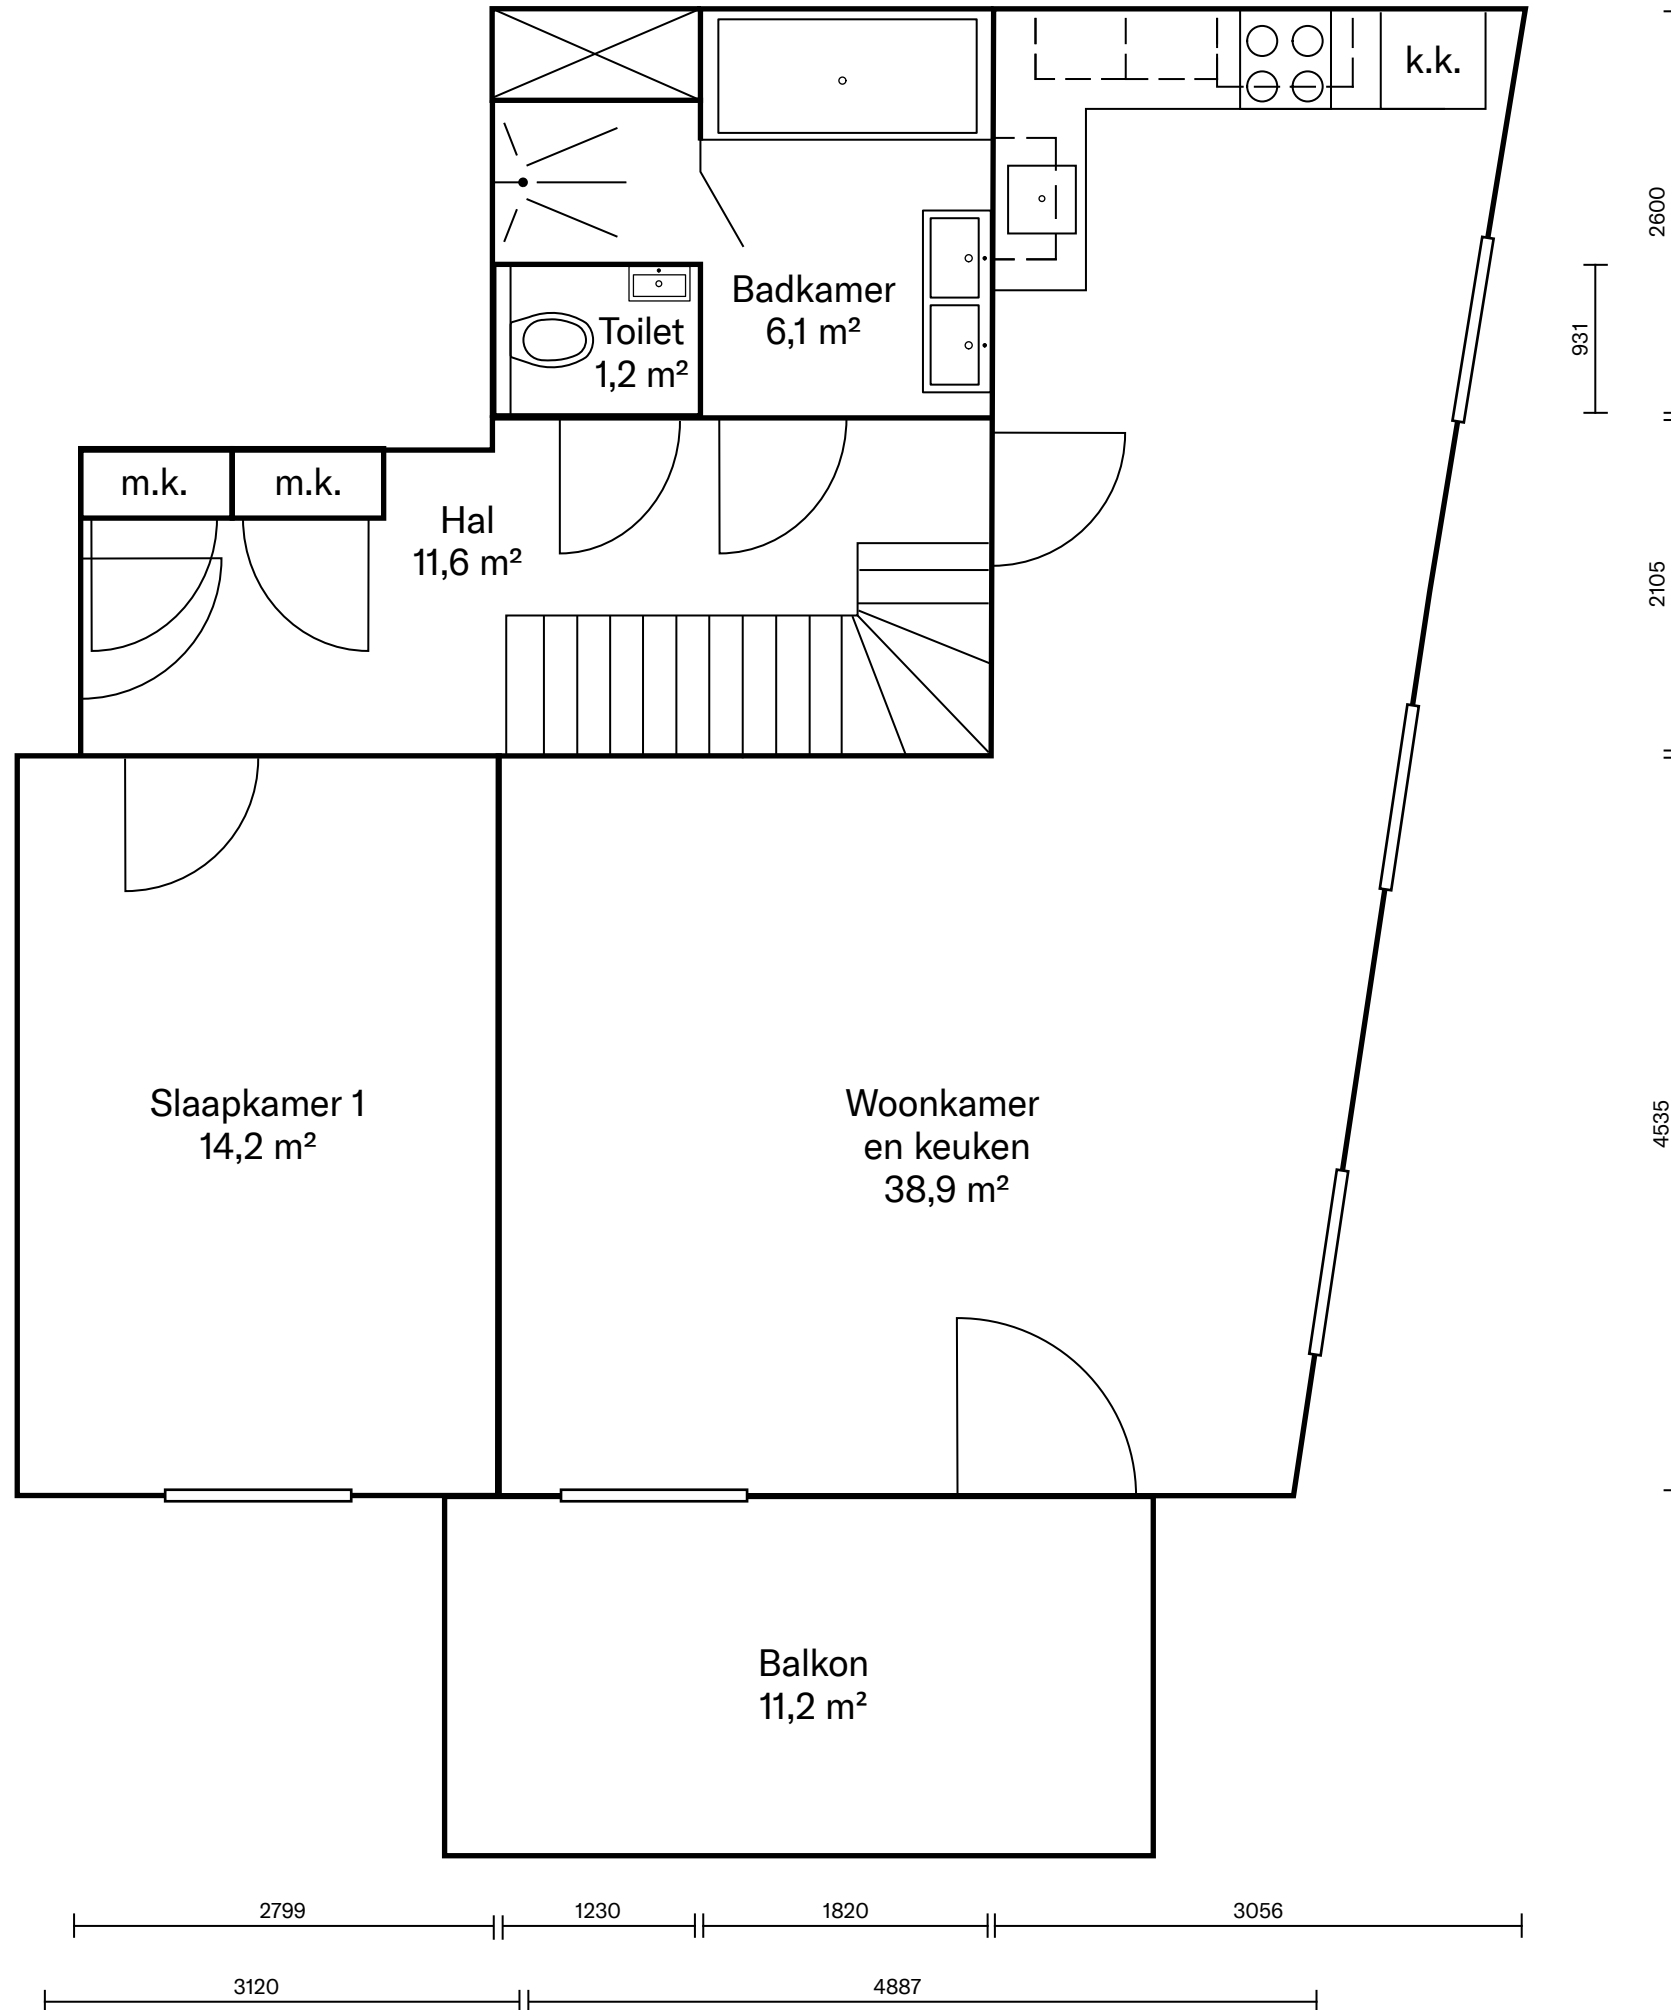 k.k.
2600
Badkamer
6,1 m²
Toilet
1,2 m²
931
m.k.
m.k.
Hal
11,6 m²
2105
Slaapkamer 1
14,2 m²
Woonkamer
en keuken
38,9 m²
4535
Balkon
11,2 m²
2799
1230
1820
3056
3120
4887